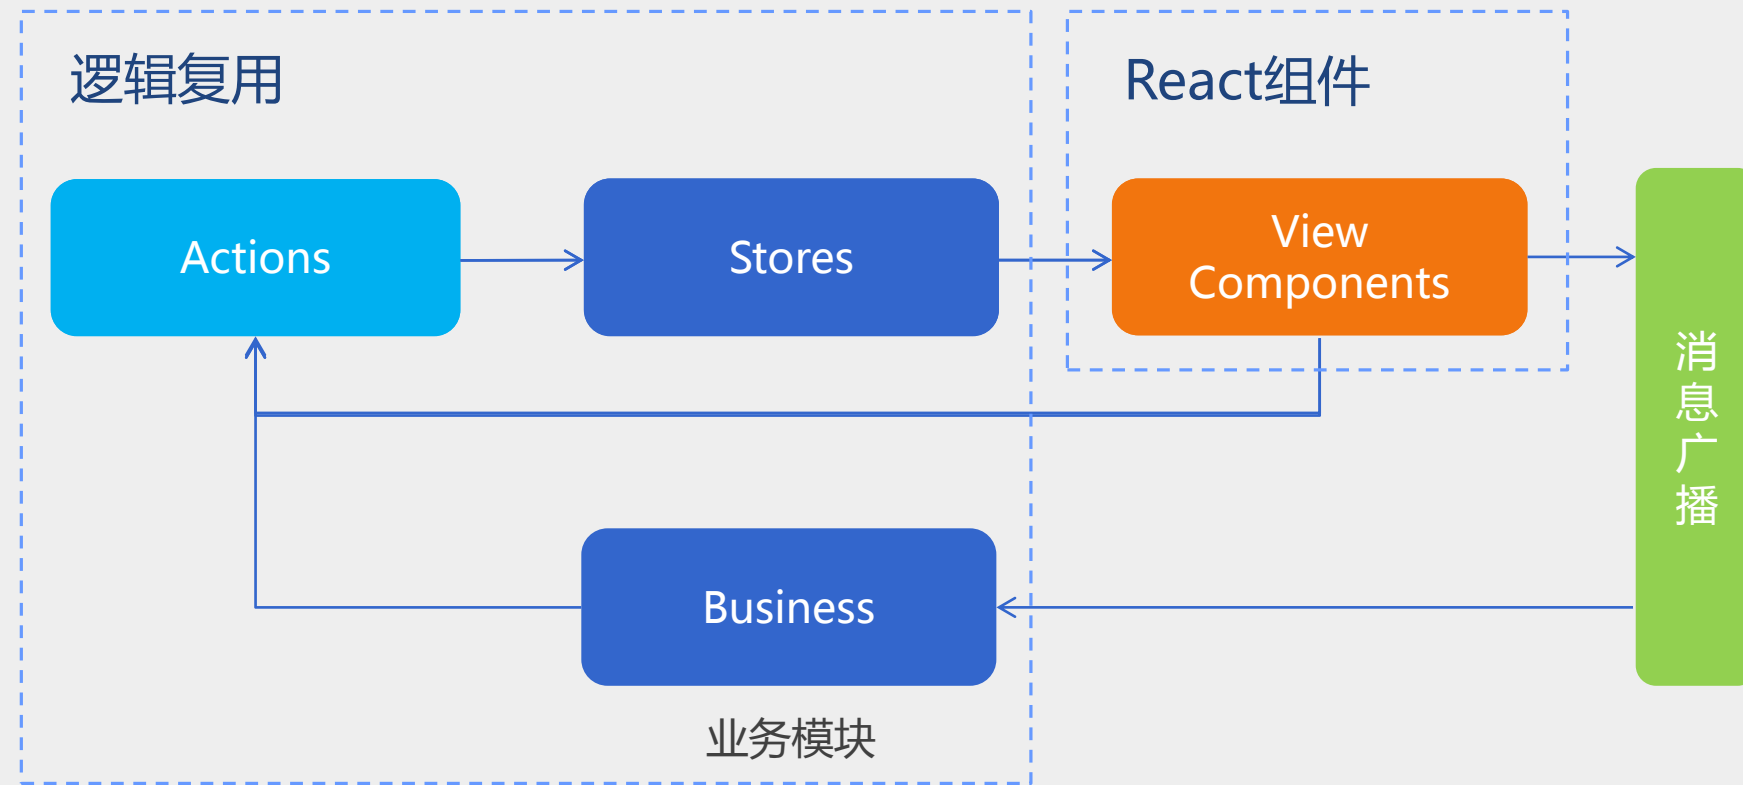 逻辑复用
React组件
Actions
Stores
View
Components
消息广播
Business
业务模块